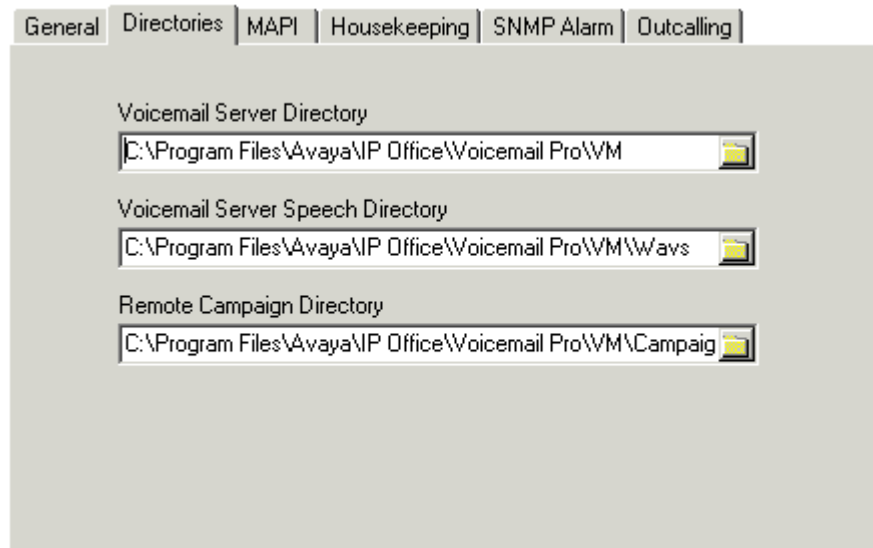 General Directories MAPI Housekeeping SNMP Alarm Outcalling
Voicemail Server Directory
C:\Program Files\Avaya\IP Office\Voicemail Pro\VM
Voicemail Server Speech Directory
C:\Program Files\Avaya\IP Office\Voicemail Pro\VM\Wavs
Remote Campaign Directory
C:\Program Files\Avaya\IP Office\Voicemail Pro\VM\Campaig